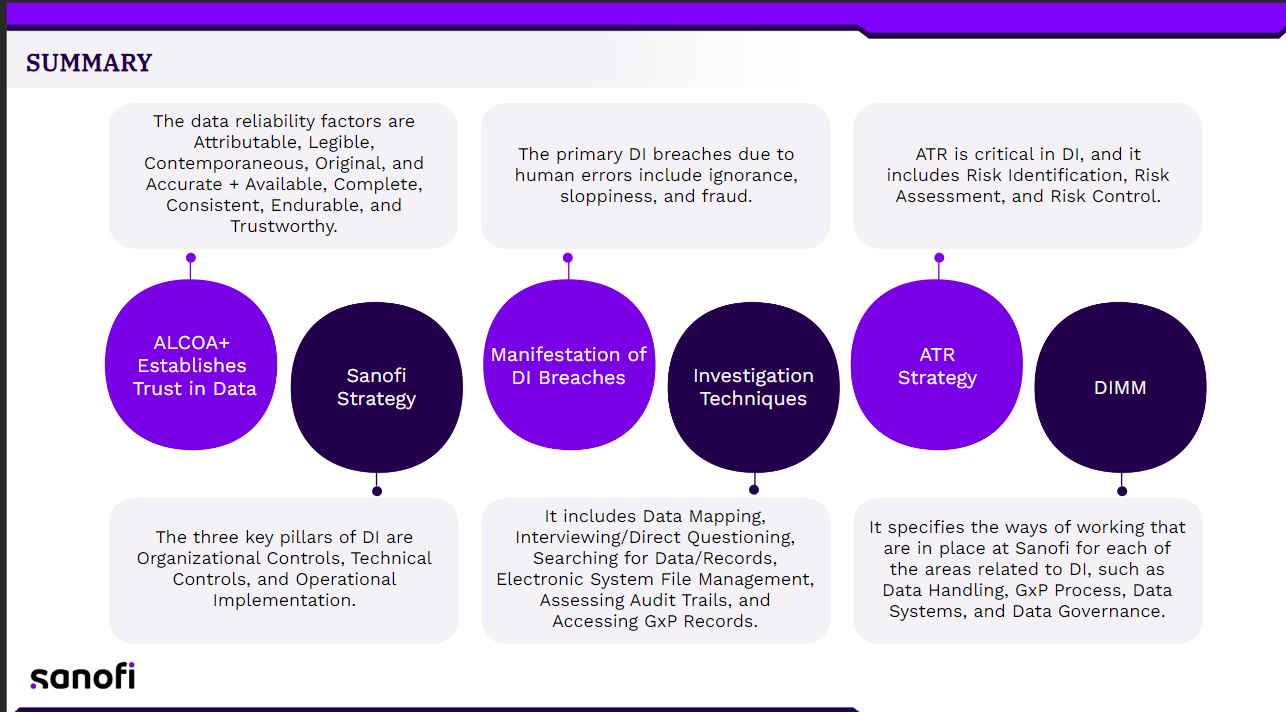 SUMMARY
The data reliability factors are
Attributable, Legible,
Contemporaneous, Original, and
Accurate + Available, Complete,
Consistent, Endurable, and
Trustworthy.
The primary DI breaches due to
human errors include ignorance,
sloppiness, and fraud.
ATR is critical in DI, and it
includes Risk Identification, Risk
Assessment, and Risk Control.
ALCOA+
Establishes
Trust in Data
Sanofi
Strategy
Manifestation of
DI Breaches
Investigation
Techniques
ATR
Strategy
DIMM
The three key pillars of DI are
Organizational Controls, Technical
Controls, and Operational
Implementation.
It includes Data Mapping,
Interviewing/Direct Questioning,
Searching for Data/Records,
Electronic System File Management,
Assessing Audit Trails, and
Accessing GxP Records.
It specifies the ways of working that
are in place at Sanofi for each of
the areas related to DI, such as
Data Handling, GxP Process, Data
Systems, and Data Governance.
sanofi